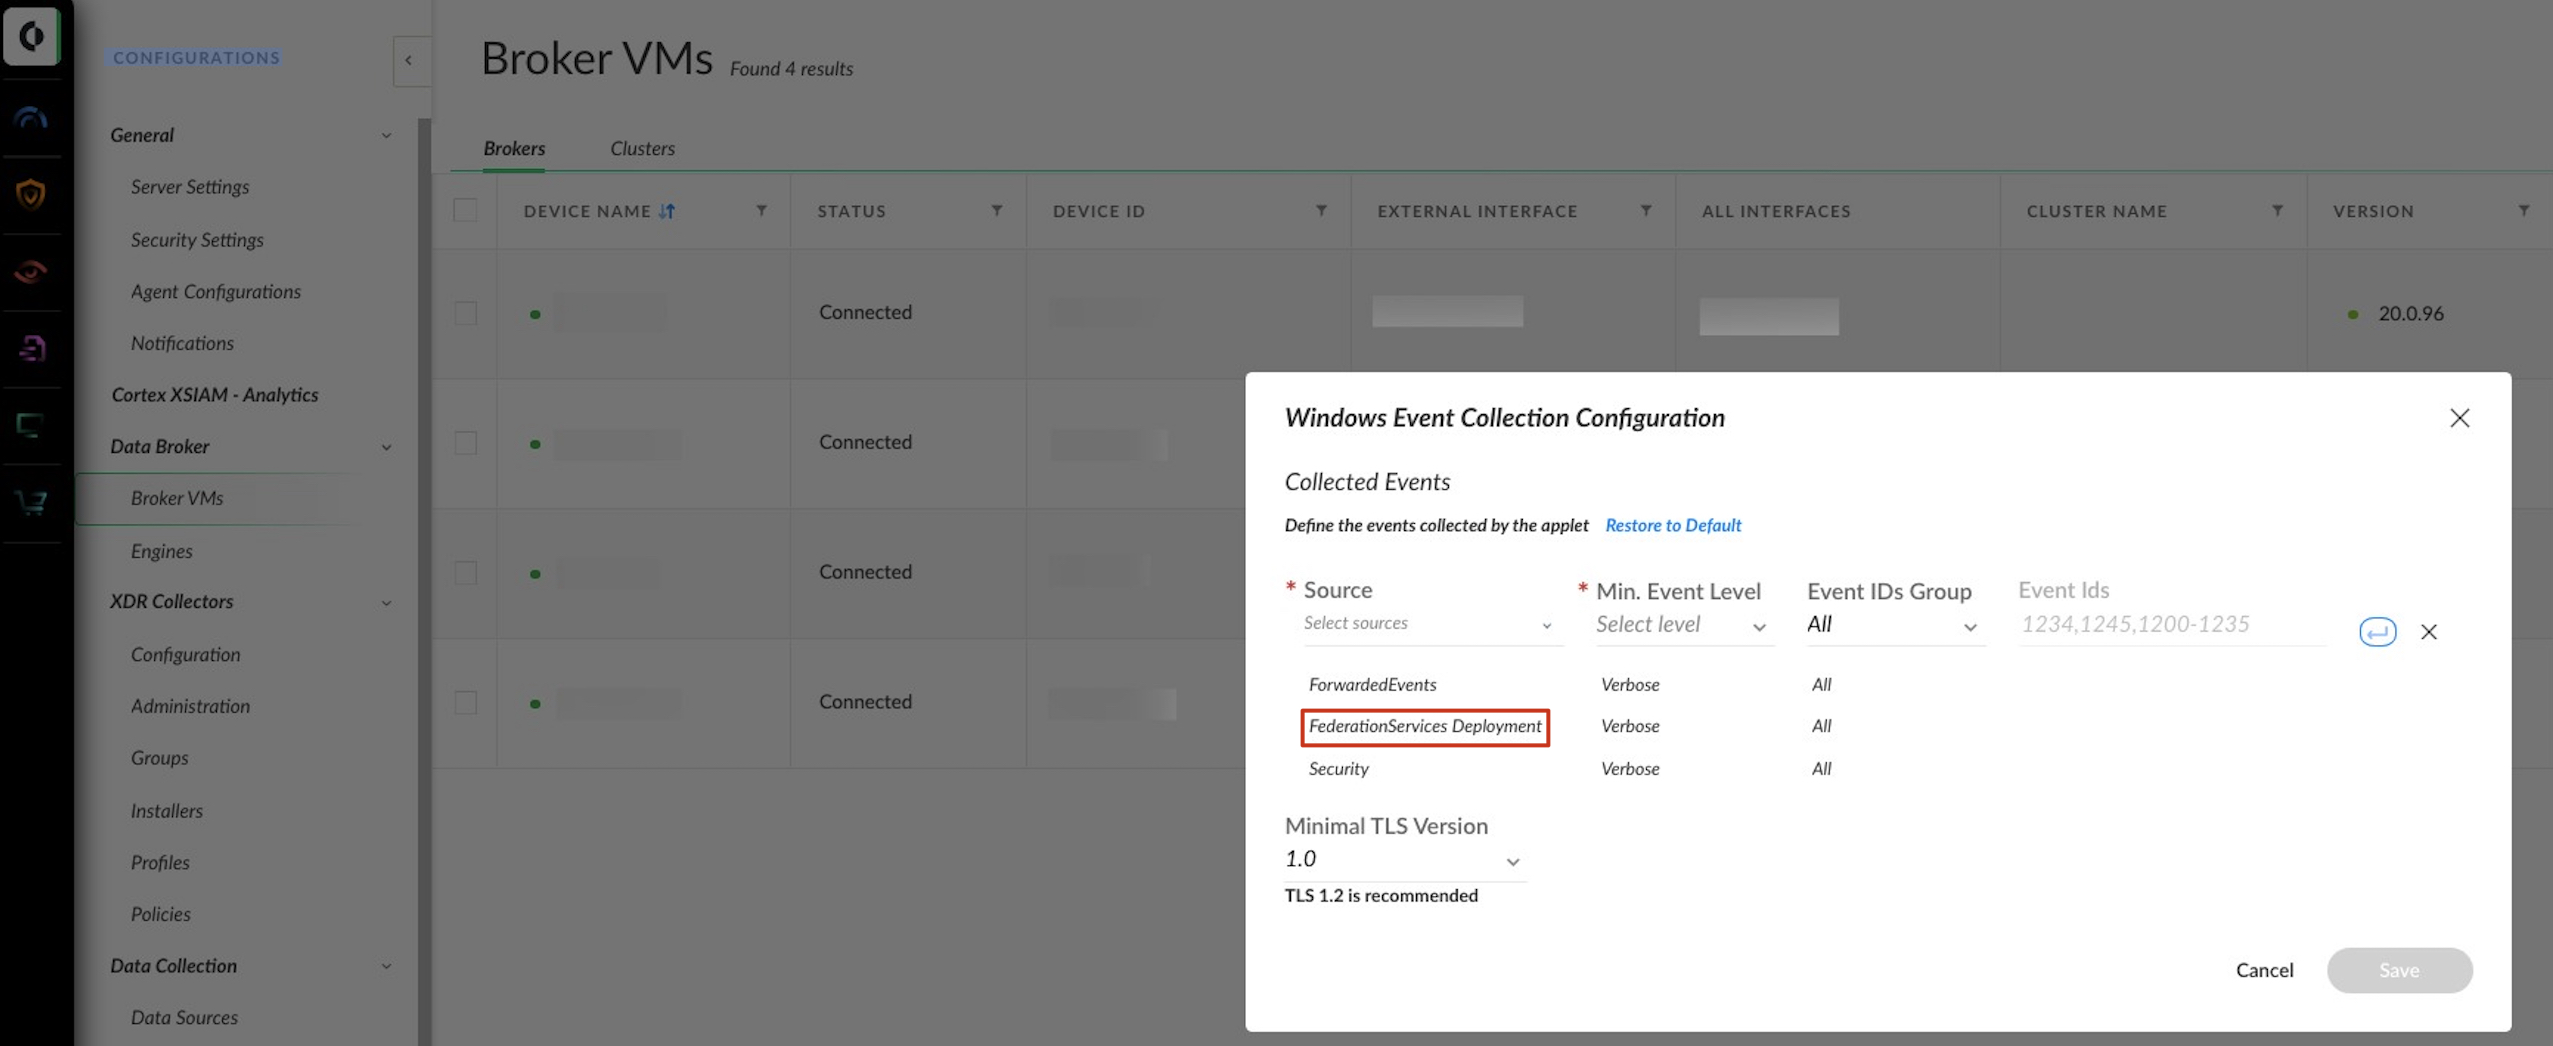 CONFIGURATIONS
General
Server Settings
Security Settings
Agent Configurations
Notifications
Cortex XSIAM - Analytics
Data Broker
Broker VMs
Engines
XDR Collectors
Configuration
Administration
Groups
Installers
Profiles
Policies
Data Collection
Data Sources
Broker VMs Found 4 results
Brokers Clusters
DEVICE NAME STATUS DEVICE ID EXTERNAL INTERFACE ALL INTERFACES CLUSTER NAME VERSION
Connected 20.0.96
Connected
Connected
Connected
Windows Event Collection Configuration
Collected Events
Define the events collected by the applet Restore to Default
* Source * Min. Event Level Event IDs Group Event Ids
Select sources Select level All 1234,1245,1200-1235
ForwardedEvents Verbose All
FederationServices Deployment Verbose All
Security Verbose All
Minimal TLS Version
1.0
TLS 1.2 is recommended
Cancel Save